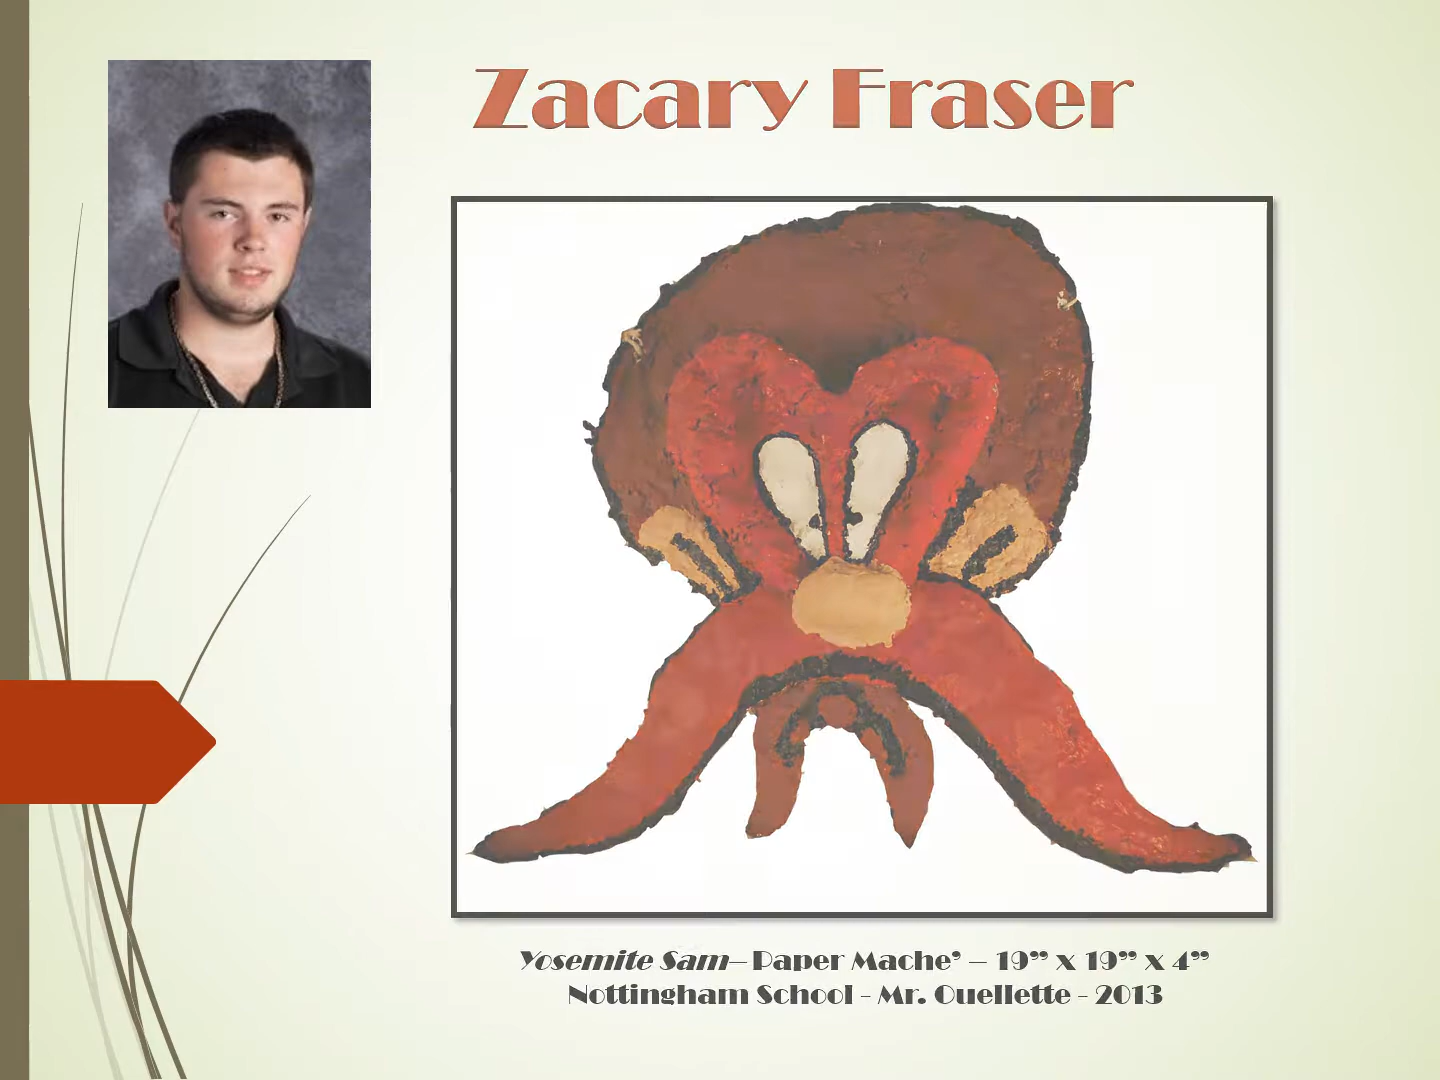 Zacary Fraser
Yosemite Sam– Paper Mache’ – 19” x 19” x 4”
Nottingham School - Mr. Ouellette - 2013